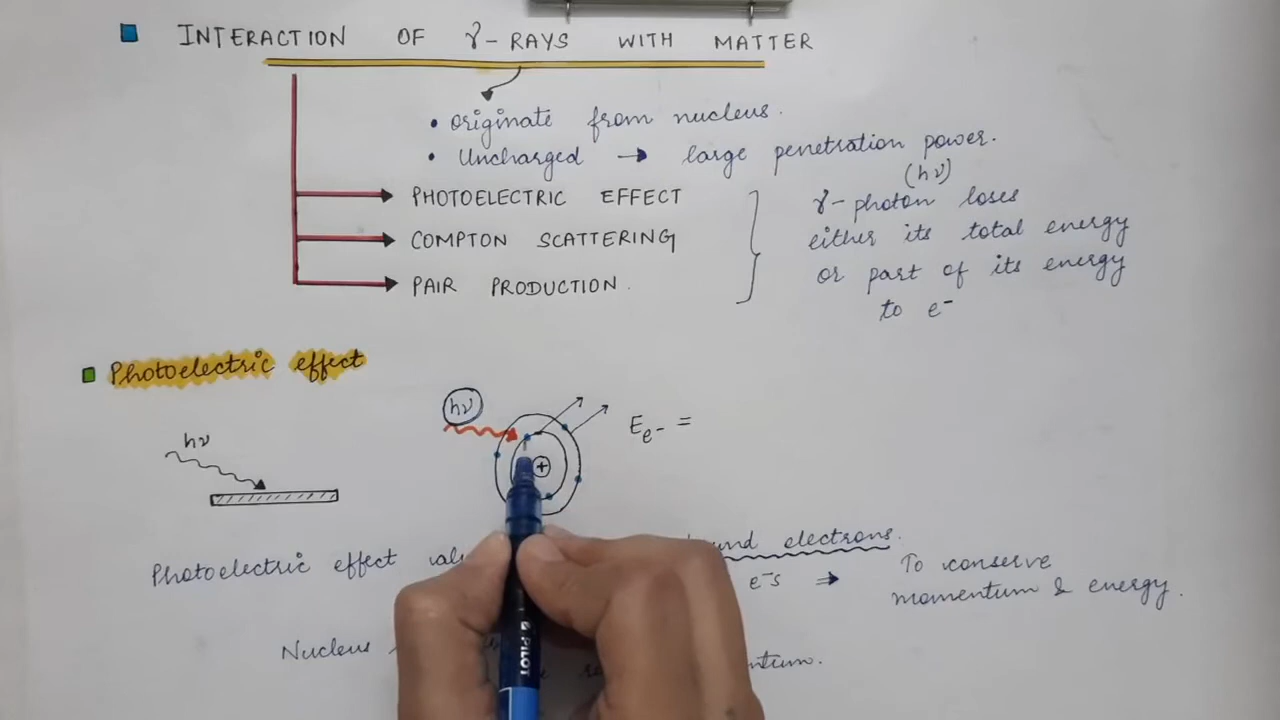 INTERACTION OF γ-RAYS WITH MATTER
• originate from nucleus.
• Uncharged → large penetration power.
PHOTOELECTRIC EFFECT
COMPTON SCATTERING
PAIR PRODUCTION.
(hν)
γ-photon loses
either its total energy
or part of its energy
to e⁻
Photoelectric effect
hν
hν
+
E e⁻ =
Photoelectric effect electrons.
e⁻s ⇒ To conserve
momentum & energy.
Nucleus
PILOT